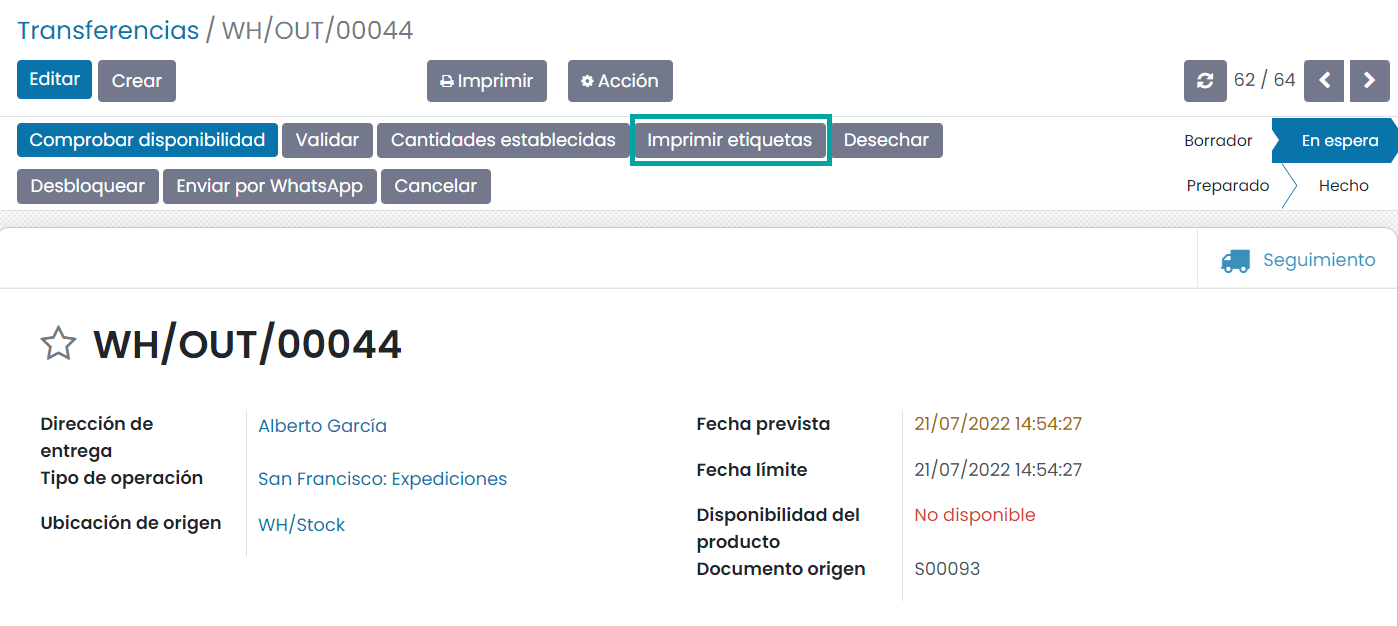 Transferencias / WH/OUT/00044
Editar Crear Imprimir Acción 62 / 64
Comprobar disponibilidad Validar Cantidades establecidas Imprimir etiquetas Desechar Borrador En espera
Desbloquear Enviar por WhatsApp Cancelar Preparado Hecho
Seguimiento
WH/OUT/00044
Dirección de
entrega
Alberto García
Tipo de operación San Francisco: Expediciones
Ubicación de origen WH/Stock
Fecha prevista 21/07/2022 14:54:27
Fecha límite 21/07/2022 14:54:27
Disponibilidad del
producto
No disponible
Documento origen S00093